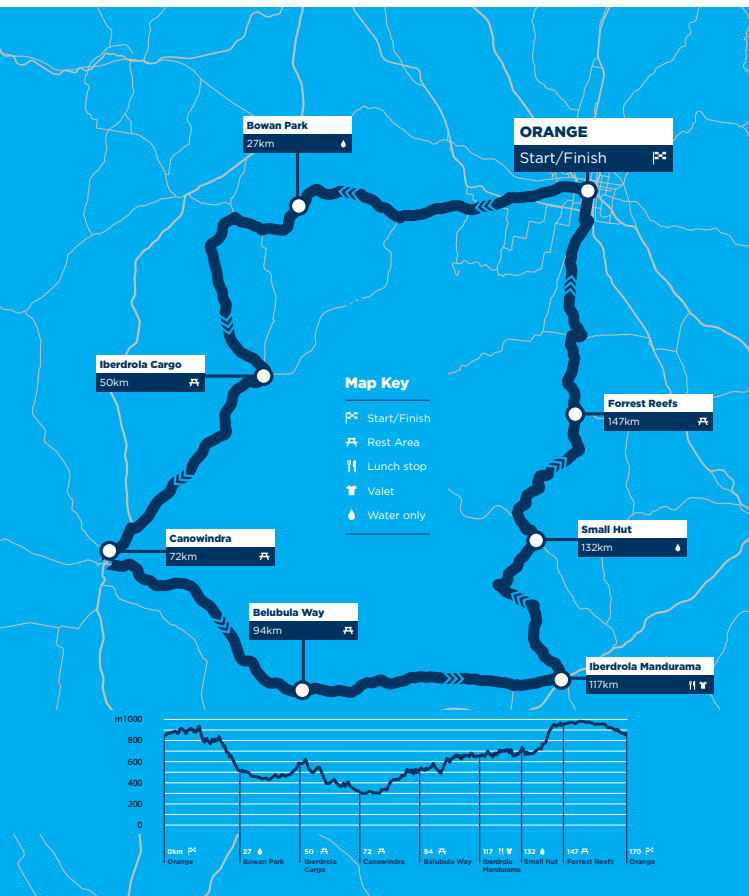 Bowan Park
27km
ORANGE
Start/Finish
Iberdrola Cargo
50km
Map Key
Start/Finish
Rest Area
Lunch stop
Valet
Water only
Forrest Reefs
147km
Small Hut
132km
Canowindra
72km
Belubula Way
94km
Iberdrola Mandurama
117km
m1000
800
600
400
200
0
0km
Orange
27
Bowan Park
50
Iberdrola
Cargo
72
Canowindra
94
Belubula Way
117
Iberdrola
Mandurama
132
Small Hut
147
Forrest Reefs
170
Orange